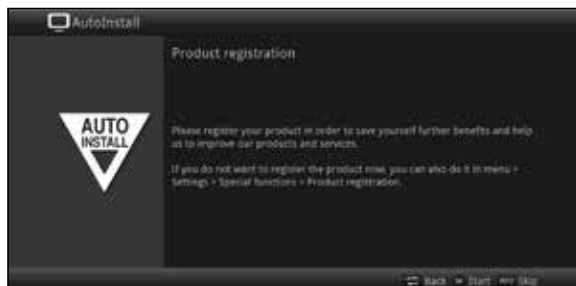 AutoInstall
Product registration
AUTO
INSTALL
Please register your product in order to save yourself further benefits and help
us to improve our products and services.
If you do not want to register the product now, you can also do it in menu >
Settings > Special functions > Product registration.
Back Start Skip